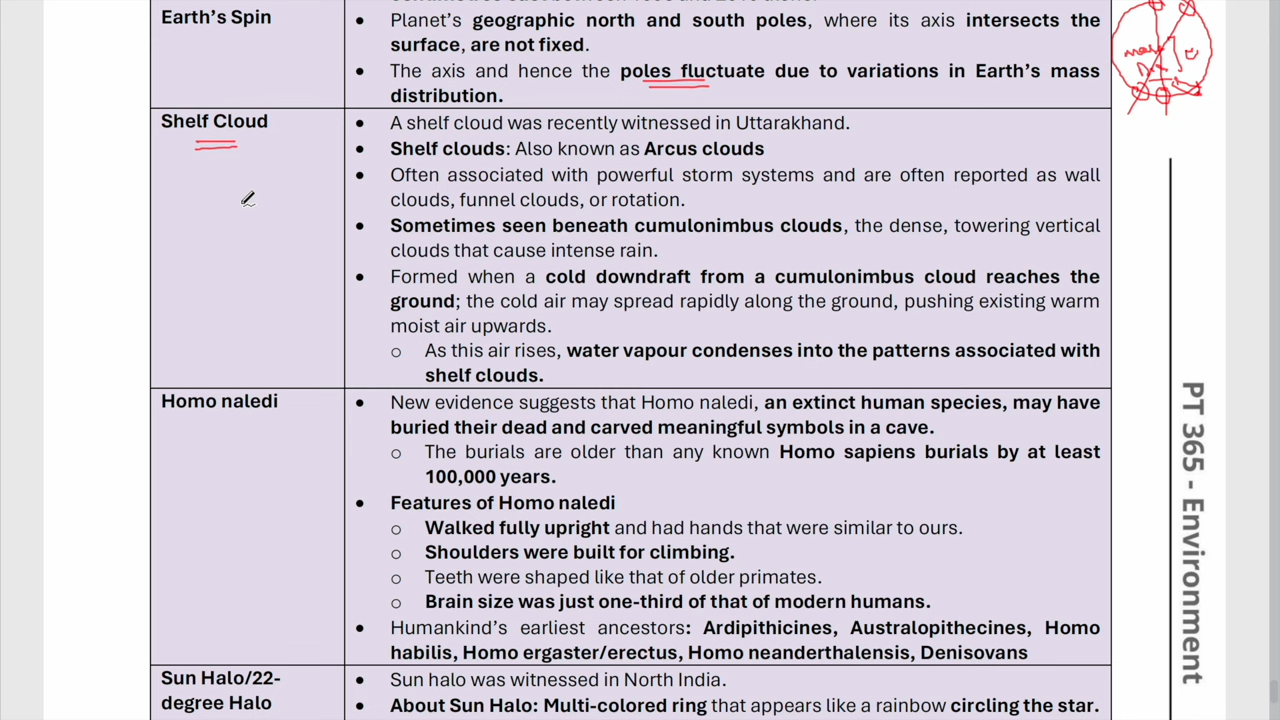 Earth's Spin
• Planet's geographic north and south poles, where its axis intersects the
surface, are not fixed.
• The axis and hence the poles fluctuate due to variations in Earth's mass
distribution.
Shelf Cloud
• A shelf cloud was recently witnessed in Uttarakhand.
• Shelf clouds: Also known as Arcus clouds
• Often associated with powerful storm systems and are often reported as wall
clouds, funnel clouds, or rotation.
• Sometimes seen beneath cumulonimbus clouds, the dense, towering vertical
clouds that cause intense rain.
• Formed when a cold downdraft from a cumulonimbus cloud reaches the
ground; the cold air may spread rapidly along the ground, pushing existing warm
moist air upwards.
o As this air rises, water vapour condenses into the patterns associated with
shelf clouds.
Homo naledi
• New evidence suggests that Homo naledi, an extinct human species, may have
buried their dead and carved meaningful symbols in a cave.
o The burials are older than any known Homo sapiens burials by at least
100,000 years.
• Features of Homo naledi
o Walked fully upright and had hands that were similar to ours.
o Shoulders were built for climbing.
o Teeth were shaped like that of older primates.
o Brain size was just one-third of that of modern humans.
• Humankind's earliest ancestors: Ardipithicines, Australopithecines, Homo
habilis, Homo ergaster/erectus, Homo neanderthalensis, Denisovans
Sun Halo/22-
degree Halo
• Sun halo was witnessed in North India.
• About Sun Halo: Multi-colored ring that appears like a rainbow circling the star.
PT 365 - Environment